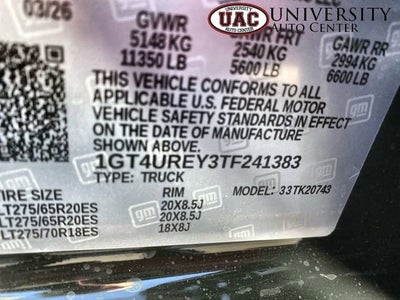 03/26
UAC UNIVERSITY
AUTO CENTER
GVWR
5148 KG
11350 LB
FRT
2540 KG
5600 LB
GAWR RR
2994 KG
6600 LB
THIS VEHICLE CONFORMS TO ALL
APPLICABLE U.S. FEDERAL MOTOR
VEHICLE SAFETY STANDARDS IN
EFFECT ON THE DATE OF
MANUFACTURE SHOWN ABOVE.
1GT4UREY3TF241383
TYPE: TRUCK
MODEL: 33TK20743
TIRE SIZE RIM
LT275/65R20ES 20X8.5J
LT275/65R20ES 20X8.5J
LT275/70R18ES 18X8J
gm